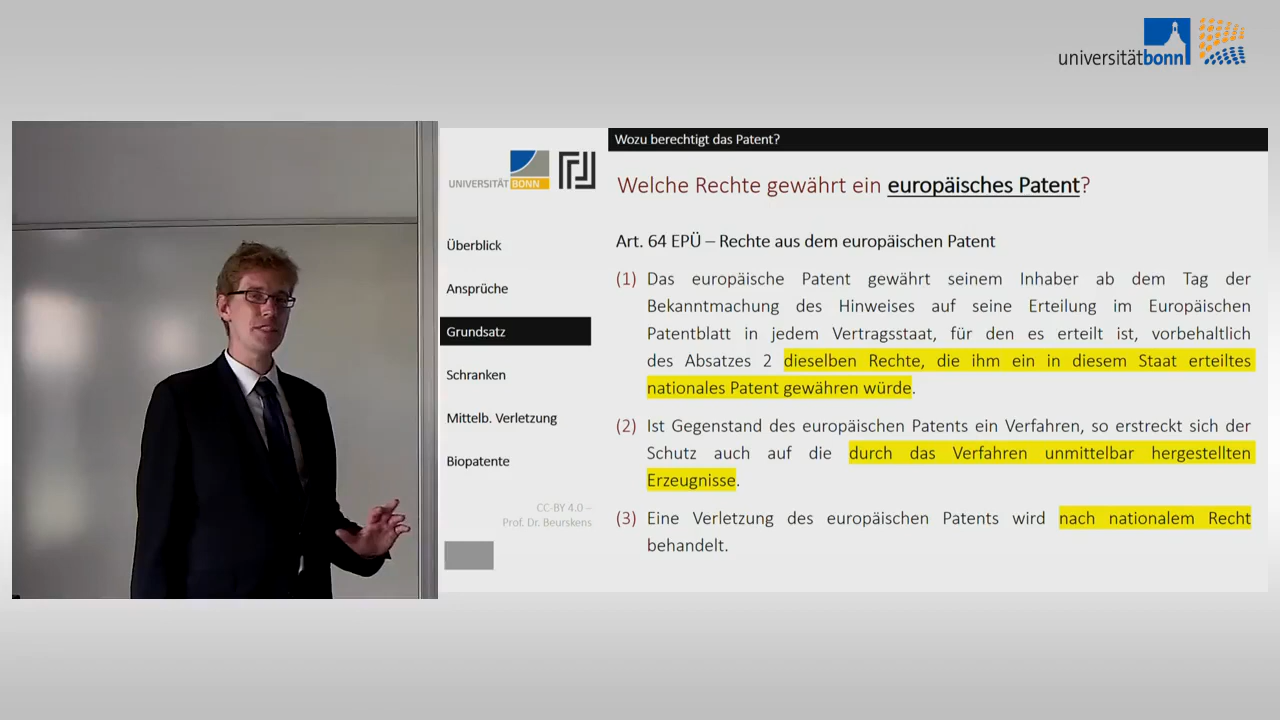 universitätbonn
Wozu berechtigt das Patent?
UNIVERSITÄT BONN
Welche Rechte gewährt ein europäisches Patent?
Überblick
Ansprüche
Grundsatz
Schranken
Mittelb. Verletzung
Biopatente
CC-BY 4.0 –
Prof. Dr. Beurskens
Art. 64 EPÜ – Rechte aus dem europäischen Patent
(1) Das europäische Patent gewährt seinem Inhaber ab dem Tag der
Bekanntmachung des Hinweises auf seine Erteilung im Europäischen
Patentblatt in jedem Vertragsstaat, für den es erteilt ist, vorbehaltlich
des Absatzes 2 dieselben Rechte, die ihm ein in diesem Staat erteiltes
nationales Patent gewähren würde.
(2) Ist Gegenstand des europäischen Patents ein Verfahren, so erstreckt sich der
Schutz auch auf die durch das Verfahren unmittelbar hergestellten
Erzeugnisse.
(3) Eine Verletzung des europäischen Patents wird nach nationalem Recht
behandelt.